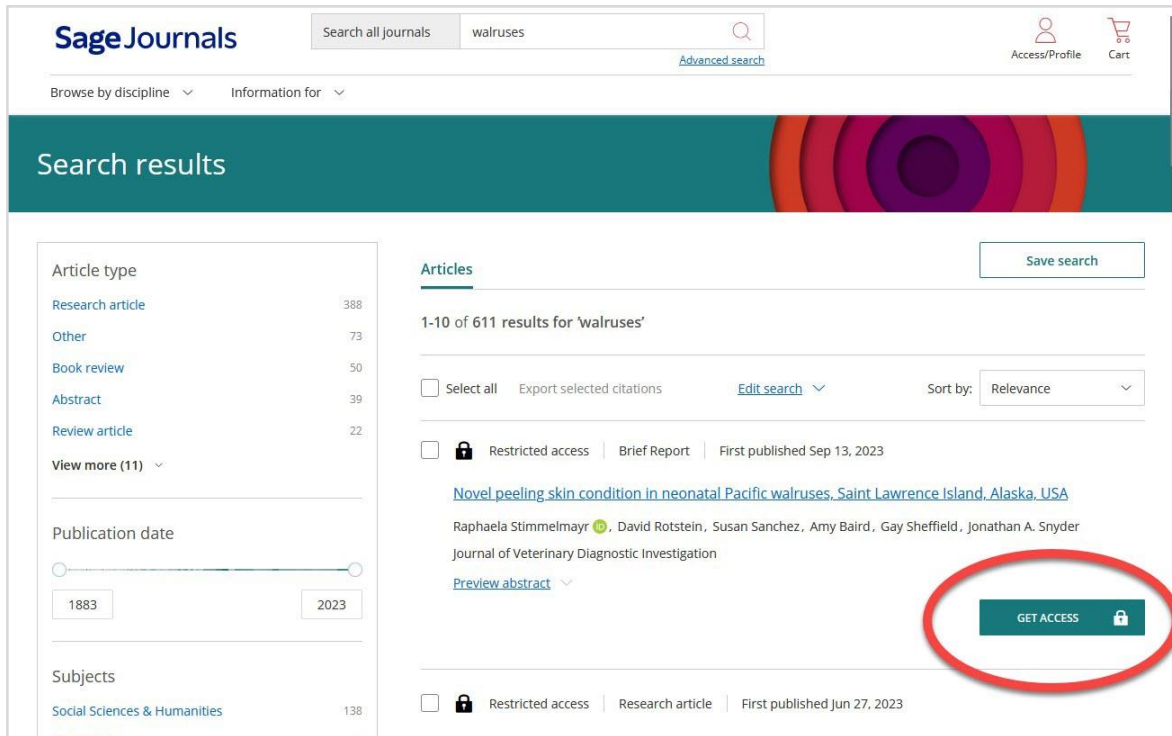 Sage Journals
Search all journals walruses
Advanced search
Access/Profile Cart
Browse by discipline Information for
Search results
Article type
Research article 388
Other 73
Book review 50
Abstract 39
Review article 22
View more (11)
Publication date
1883 2023
Subjects
Social Sciences & Humanities 138
Articles
Save search
1-10 of 611 results for 'walruses'
Select all Export selected citations Edit search Sort by: Relevance
Restricted access Brief Report First published Sep 13, 2023
Novel peeling skin condition in neonatal Pacific walruses, Saint Lawrence Island, Alaska, USA
Raphaela Stimmelmayr iD, David Rotstein, Susan Sanchez, Amy Baird, Gay Sheffield, Jonathan A. Snyder
Journal of Veterinary Diagnostic Investigation
Preview abstract
GET ACCESS
Restricted access Research article First published Jun 27, 2023